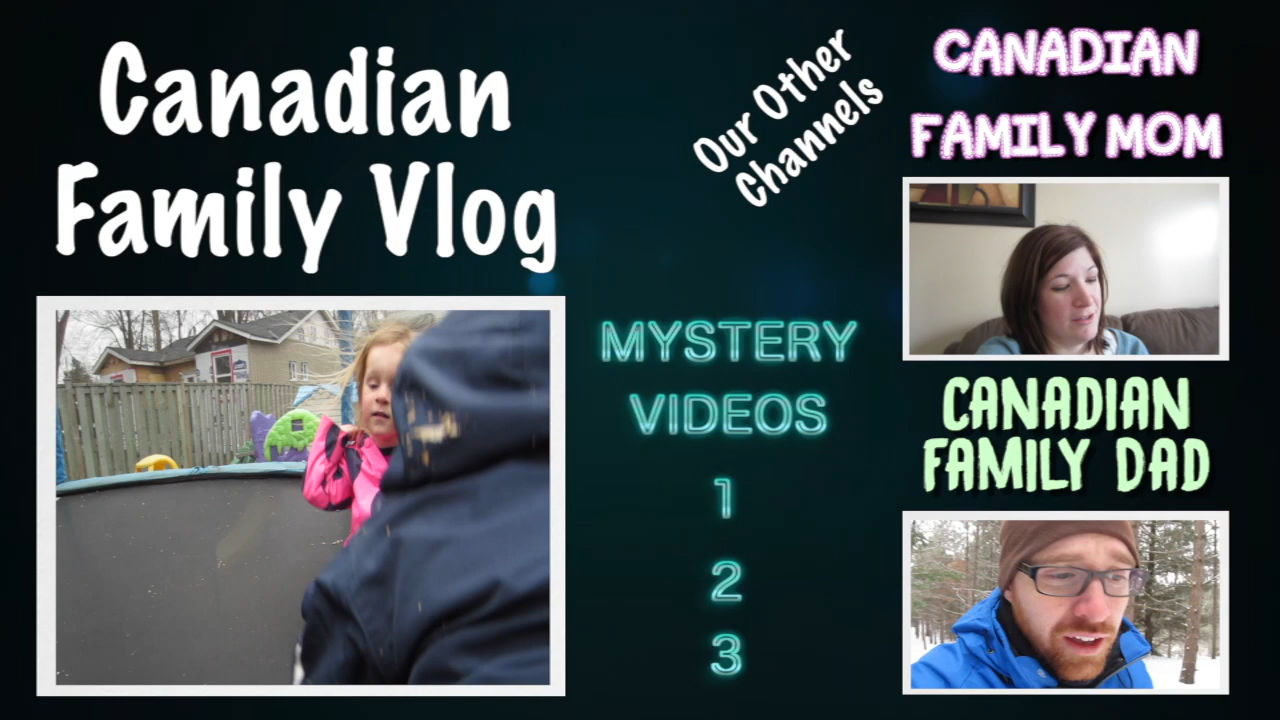 Canadian
Family Vlog
Our Other
Channels
CANADIAN
FAMILY MOM
MYSTERY
VIDEOS
1
2
3
CANADIAN
FAMILY DAD